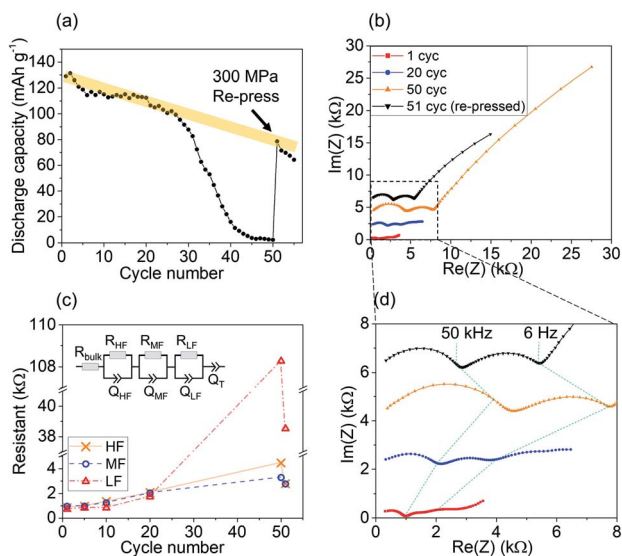 (a)
Discharge capacity (mAh g⁻¹)
140
120
100
80
60
40
20
0
300 MPa
Re-press
0 10 20 30 40 50
Cycle number
(b)
Im(Z) (kΩ)
30
25
20
15
10
5
0
1 cyc
20 cyc
50 cyc
51 cyc (re-pressed)
0 5 10 15 20 25 30
Re(Z) (kΩ)
(c)
Resistant (kΩ)
110
108
40
38
36
4
2
0
R_bulk R_HF R_MF R_LF
Q_HF Q_MF Q_LF Q_T
HF
MF
LF
0 10 20 30 40 50
Cycle number
(d)
Im(Z) (kΩ)
8
6
4
2
0
50 kHz 6 Hz
0 2 4 6 8
Re(Z) (kΩ)